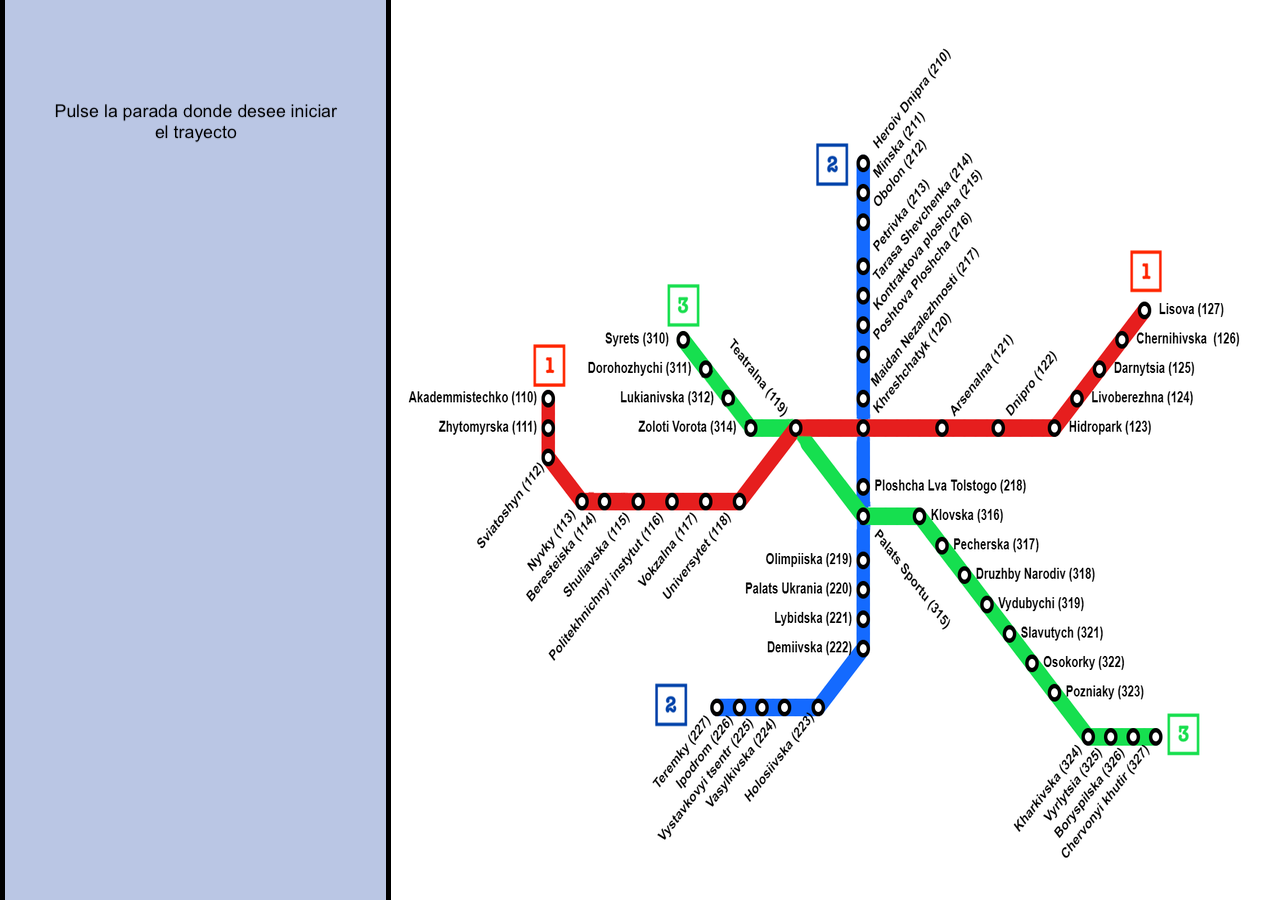 Pulse la parada donde desee iniciar
el trayecto
2
Heroiv Dnipra (210)
Minska (211)
Obolon (212)
Petrivka (213)
Tarasa Shevchenka (214)
Kontraktova ploshcha (215)
Poshtova Ploshcha (216)
Maidan Nezalezhnosti (217)
Khreshchatyk (120)
Arsenalna (121)
Dnipro (122)
1
Lisova (127)
Chernihivska (126)
Darnytsia (125)
Livoberezhna (124)
Hidropark (123)
3
Syrets (310)
Dorohozhychi (311)
Lukianivska (312)
Zoloti Vorota (314)
Teatralna (119)
1
Akademmistechko (110)
Zhytomyrska (111)
Sviatoshyn (112)
Nyvky (113)
Beresteiska (114)
Shuliavska (115)
Politekhnichnyi instytut (116)
Vokzalna (117)
Universytet (118)
Ploshcha Lva Tolstogo (218)
Klovska (316)
Palats Sportu (315)
Pecherska (317)
Druzhby Narodiv (318)
Vydubychi (319)
Slavutych (321)
Osokorky (322)
Pozniaky (323)
Olimpiiska (219)
Palats Ukrania (220)
Lybidska (221)
Demiivska (222)
2
Teremky (227)
Ipodrom (226)
Vystavkovyi tsentr (225)
Vasylkivska (224)
Holosiivska (223)
3
Kharkivska (324)
Vyrlytsia (325)
Boryspilska (326)
Chervonyi khutir (327)